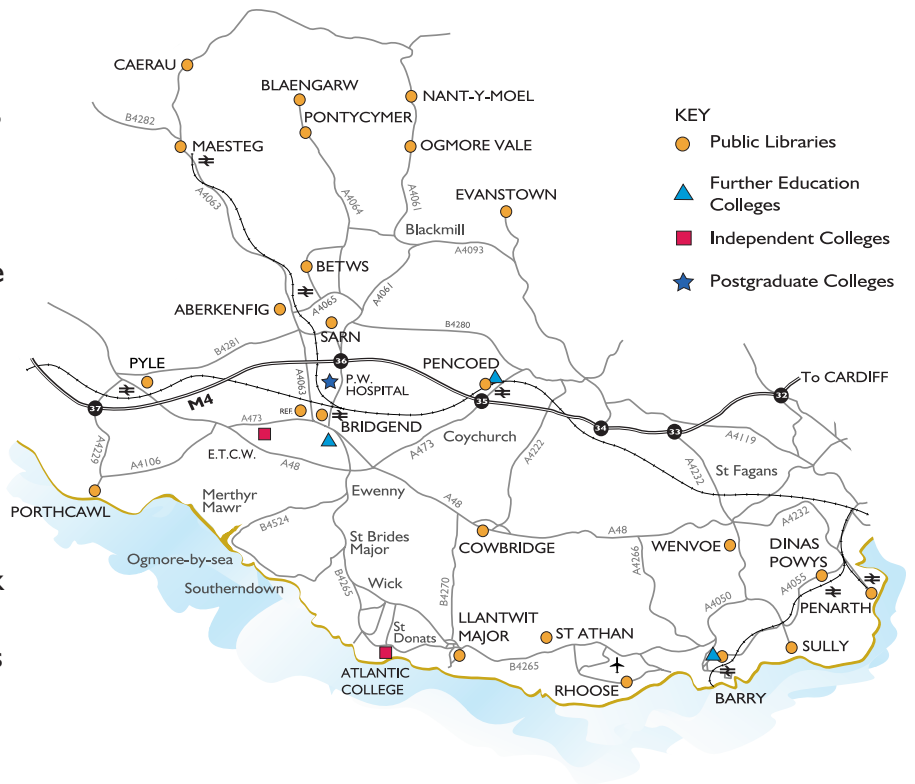 CAERAU
BLAENGARW
NANT-Y-MOEL
PONTYCYMER
B4282
MAESTEG
OGMORE VALE
KEY
Public Libraries
Further Education
Colleges
Independent Colleges
Postgraduate Colleges
A4063
A4064
A4061
EVANSTOWN
Blackmill
A4093
BETWS
A4061
A4065
ABERKENFIG
SARN
B4280
B4281
PYLE
36
PENCOED
P.W.
HOSPITAL
A4063
To CARDIFF
32
37
M4
35
REF.
BRIDGEND
A473
34
33
E.T.C.W.
A48
A473
Coychurch
A4222
A4119
A4229
A4106
A4232
St Fagans
PORTHCAWL
Merthyr
Mawr
Ewenny
A48
B4524
A48
A4232
St Brides
Major
COWBRIDGE
WENVOE
DINAS
POWYS
Ogmore-by-sea
A4266
B4265
B4270
Southerndown
Wick
A4050
A4055
PENARTH
St
Donats
LLANTWIT
MAJOR
ST ATHAN
SULLY
B4265
ATLANTIC
COLLEGE
RHOOSE
BARRY
e
k
s